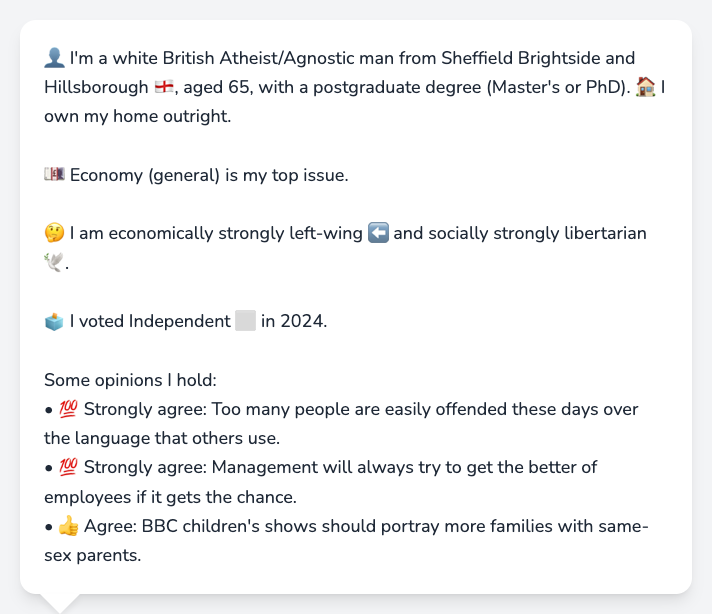 👤 I'm a white British Atheist/Agnostic man from Sheffield Brightside and
Hillsborough 🏴󠁧󠁢󠁥󠁮󠁧󠁿, aged 65, with a postgraduate degree (Master's or PhD). 🏠 I
own my home outright.
💷 Economy (general) is my top issue.
🤔 I am economically strongly left-wing ⬅️ and socially strongly libertarian
🕊️.
🗳️ I voted Independent ⬜ in 2024.
Some opinions I hold:
• 💯 Strongly agree: Too many people are easily offended these days over
the language that others use.
• 💯 Strongly agree: Management will always try to get the better of
employees if it gets the chance.
• 👍 Agree: BBC children's shows should portray more families with same-
sex parents.